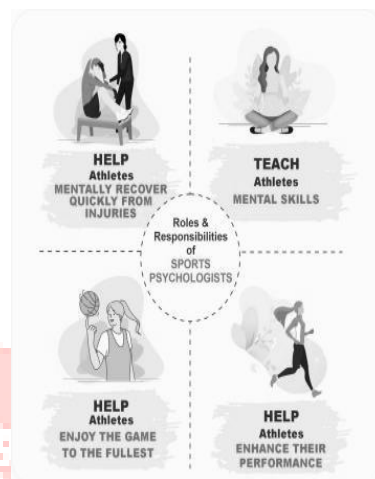 HELP
Athletes
MENTALLY RECOVER
QUICKLY FROM
INJURIES
TEACH
Athletes
MENTAL SKILLS
Roles &
Responsibilities
of
SPORTS
PSYCHOLOGISTS
HELP
Athletes
ENJOY THE GAME
TO THE FULLEST
HELP
Athletes
ENHANCE THEIR
PERFORMANCE